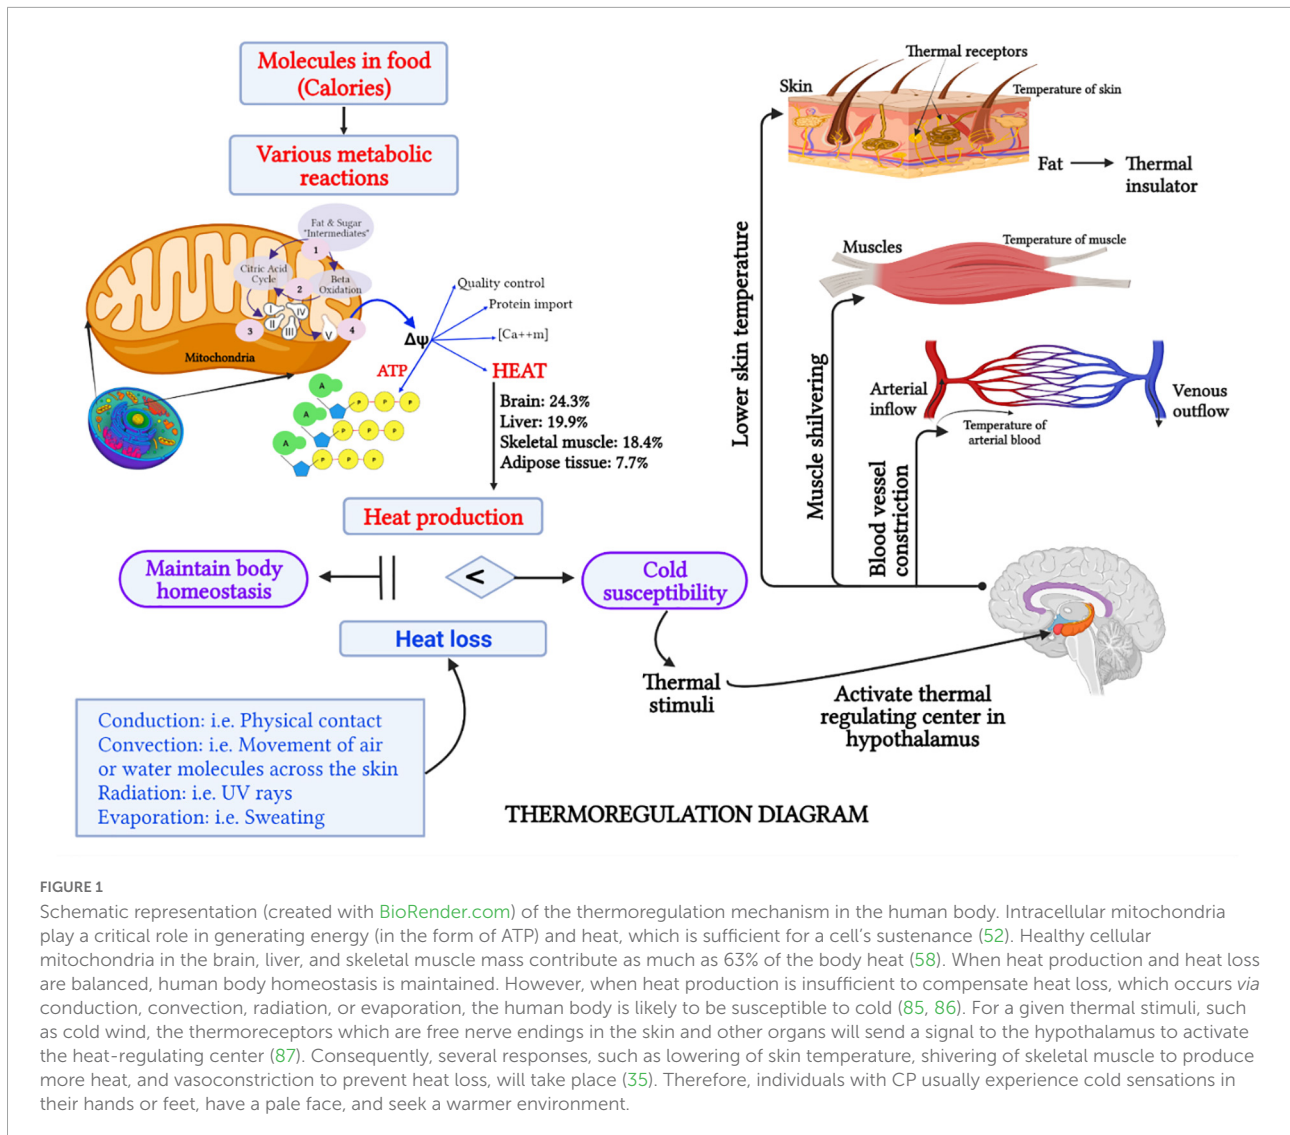 Molecules in food
(Calories)
Various metabolic
reactions
Fat & Sugar
"Intermediates"
1
Citric Acid
Cycle
2
Beta
Oxidation
I
II
III
IV
V
3
4
Mitochondria
Δψ
Quality control
Protein import
[Ca++m]
HEAT
ATP
A
P P P
A
P P P
A
P P P
Brain: 24.3%
Liver: 19.9%
Skeletal muscle: 18.4%
Adipose tissue: 7.7%
Heat production
Maintain body
homeostasis
<
Cold
susceptibility
Heat loss
Thermal
stimuli
Conduction: i.e. Physical contact
Convection: i.e. Movement of air
or water molecules across the skin
Radiation: i.e. UV rays
Evaporation: i.e. Sweating
Thermal receptors
Skin
Temperature of skin
Fat
Thermal
insulator
Lower skin temperature
Muscles
Temperature of muscle
Muscle shilvering
Arterial
inflow
Venous
outflow
Temperature of
arterial blood
Blood vessel
constriction
Activate thermal
regulating center in
hypothalamus
THERMOREGULATION DIAGRAM
FIGURE 1
Schematic representation (created with BioRender.com) of the thermoregulation mechanism in the human body. Intracellular mitochondria
play a critical role in generating energy (in the form of ATP) and heat, which is sufficient for a cell's sustenance (52). Healthy cellular
mitochondria in the brain, liver, and skeletal muscle mass contribute as much as 63% of the body heat (58). When heat production and heat loss
are balanced, human body homeostasis is maintained. However, when heat production is insufficient to compensate heat loss, which occurs via
conduction, convection, radiation, or evaporation, the human body is likely to be susceptible to cold (85, 86). For a given thermal stimuli, such
as cold wind, the thermoreceptors which are free nerve endings in the skin and other organs will send a signal to the hypothalamus to activate
the heat-regulating center (87). Consequently, several responses, such as lowering of skin temperature, shivering of skeletal muscle to produce
more heat, and vasoconstriction to prevent heat loss, will take place (35). Therefore, individuals with CP usually experience cold sensations in
their hands or feet, have a pale face, and seek a warmer environment.